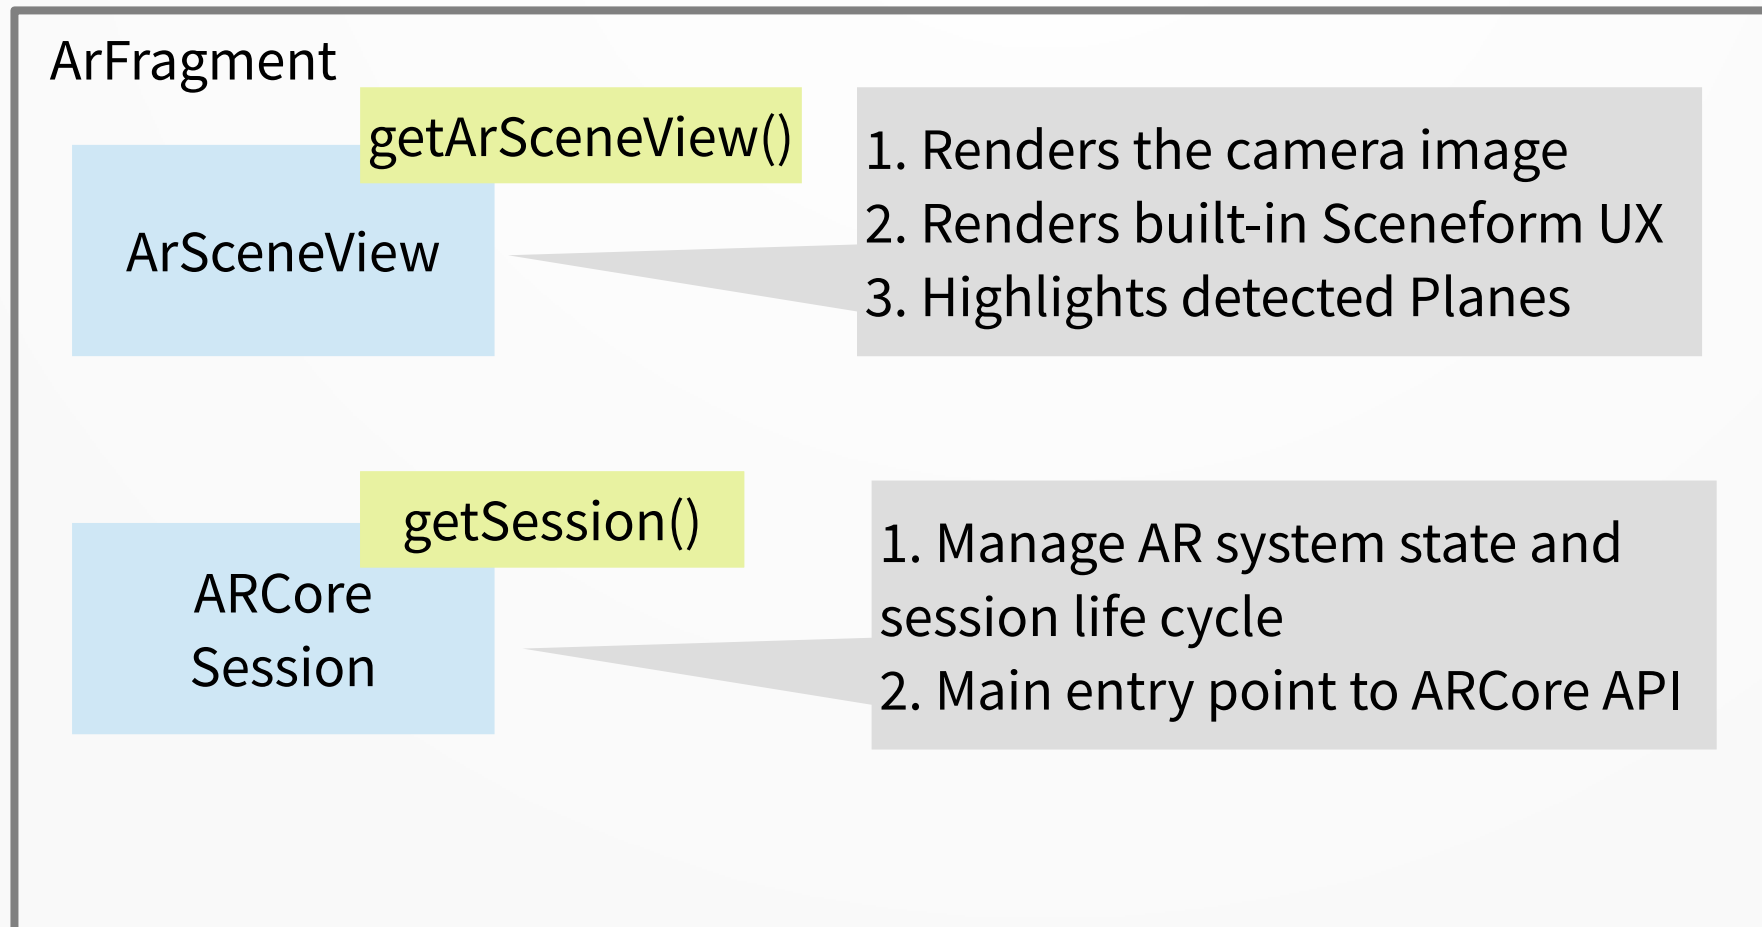 ArFragment
getArSceneView()
ArSceneView
1. Renders the camera image
2. Renders built-in Sceneform UX
3. Highlights detected Planes
getSession()
ARCore
Session
1. Manage AR system state and
session life cycle
2. Main entry point to ARCore API